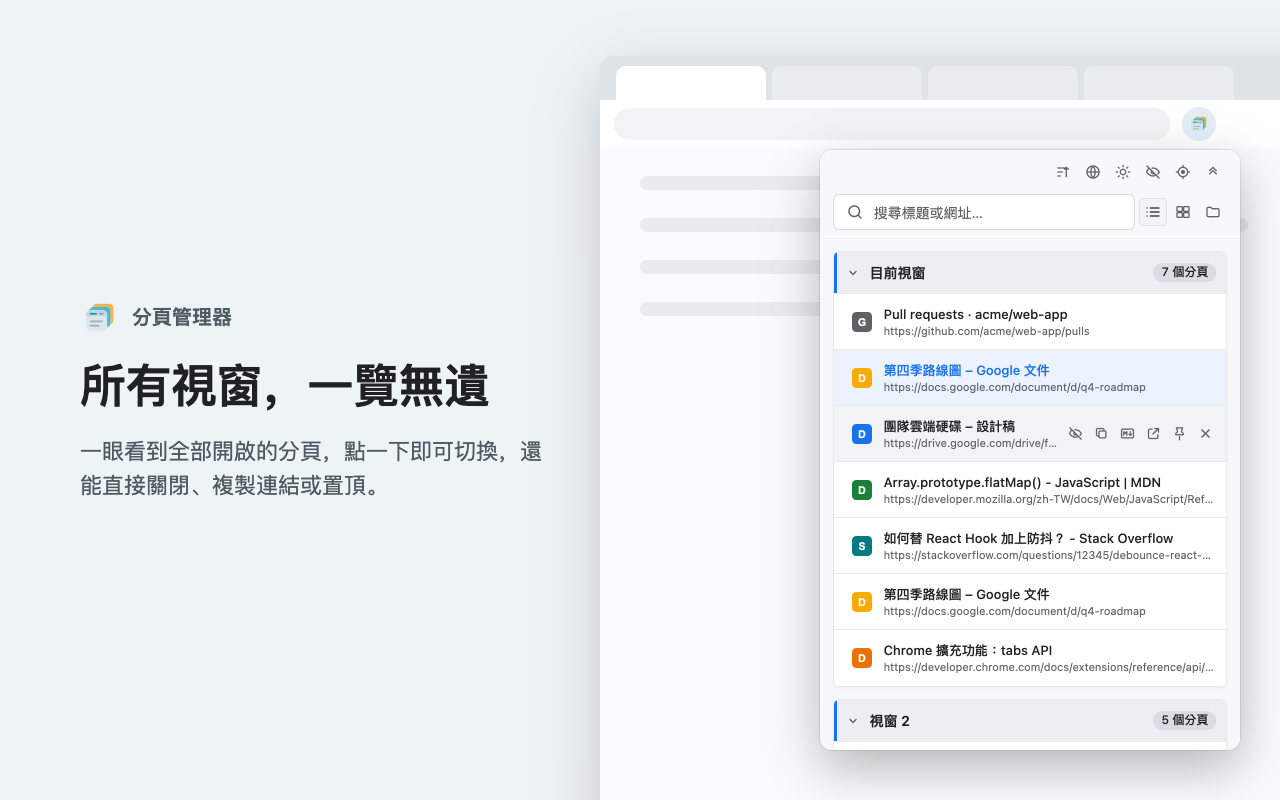 分頁管理器
所有視窗，一覽無遺
一眼看到全部開啟的分頁，點一下即可切換，還
能直接關閉、複製連結或置頂。
搜尋標題或網址...
目前視窗
7 個分頁
G
Pull requests · acme/web-app
https://github.com/acme/web-app/pulls
D
第四季路線圖 – Google 文件
https://docs.google.com/document/d/q4-roadmap
D
團隊雲端硬碟 – 設計稿
https://drive.google.com/drive/f...
D
Array.prototype.flatMap() - JavaScript | MDN
https://developer.mozilla.org/zh-TW/docs/Web/JavaScript/Ref...
S
如何替 React Hook 加上防抖？ - Stack Overflow
https://stackoverflow.com/questions/12345/debounce-react-...
D
第四季路線圖 – Google 文件
https://docs.google.com/document/d/q4-roadmap
D
Chrome 擴充功能：tabs API
https://developer.chrome.com/docs/extensions/reference/api/...
視窗 2
5 個分頁